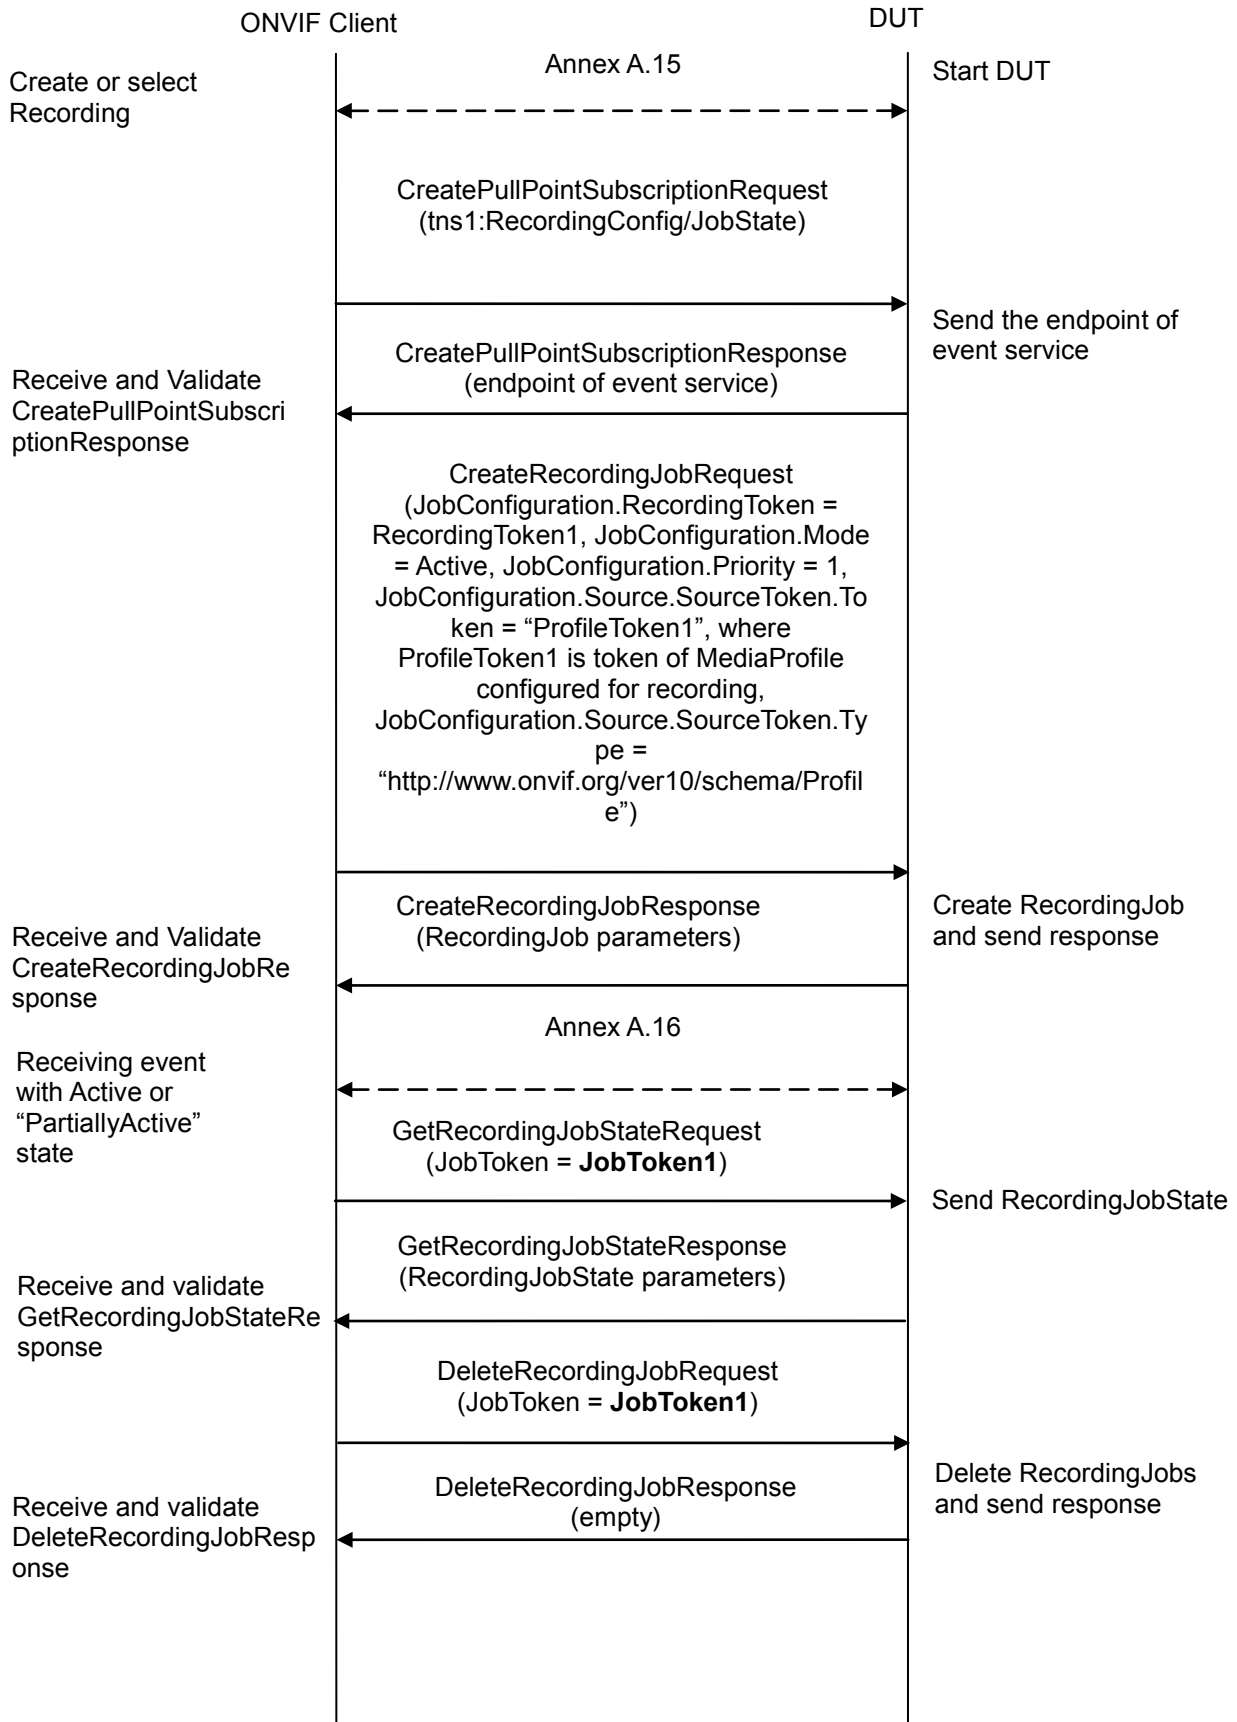 ONVIF Client
DUT
Annex A.15
Start DUT
Create or select
Recording
CreatePullPointSubscriptionRequest
(tns1:RecordingConfig/JobState)
Send the endpoint of
event service
CreatePullPointSubscriptionResponse
(endpoint of event service)
Receive and Validate
CreatePullPointSubscri
ptionResponse
CreateRecordingJobRequest
(JobConfiguration.RecordingToken =
RecordingToken1, JobConfiguration.Mode
= Active, JobConfiguration.Priority = 1,
JobConfiguration.Source.SourceToken.To
ken = “ProfileToken1”, where
ProfileToken1 is token of MediaProfile
configured for recording,
JobConfiguration.Source.SourceToken.Ty
pe =
“http://www.onvif.org/ver10/schema/Profil
e”)
CreateRecordingJobResponse
(RecordingJob parameters)
Create RecordingJob
and send response
Receive and Validate
CreateRecordingJobRe
sponse
Annex A.16
Receiving event
with Active or
“PartiallyActive”
state
GetRecordingJobStateRequest
(JobToken = JobToken1)
Send RecordingJobState
GetRecordingJobStateResponse
(RecordingJobState parameters)
Receive and validate
GetRecordingJobStateRe
sponse
DeleteRecordingJobRequest
(JobToken = JobToken1)
Delete RecordingJobs
and send response
DeleteRecordingJobResponse
(empty)
Receive and validate
DeleteRecordingJobResp
onse